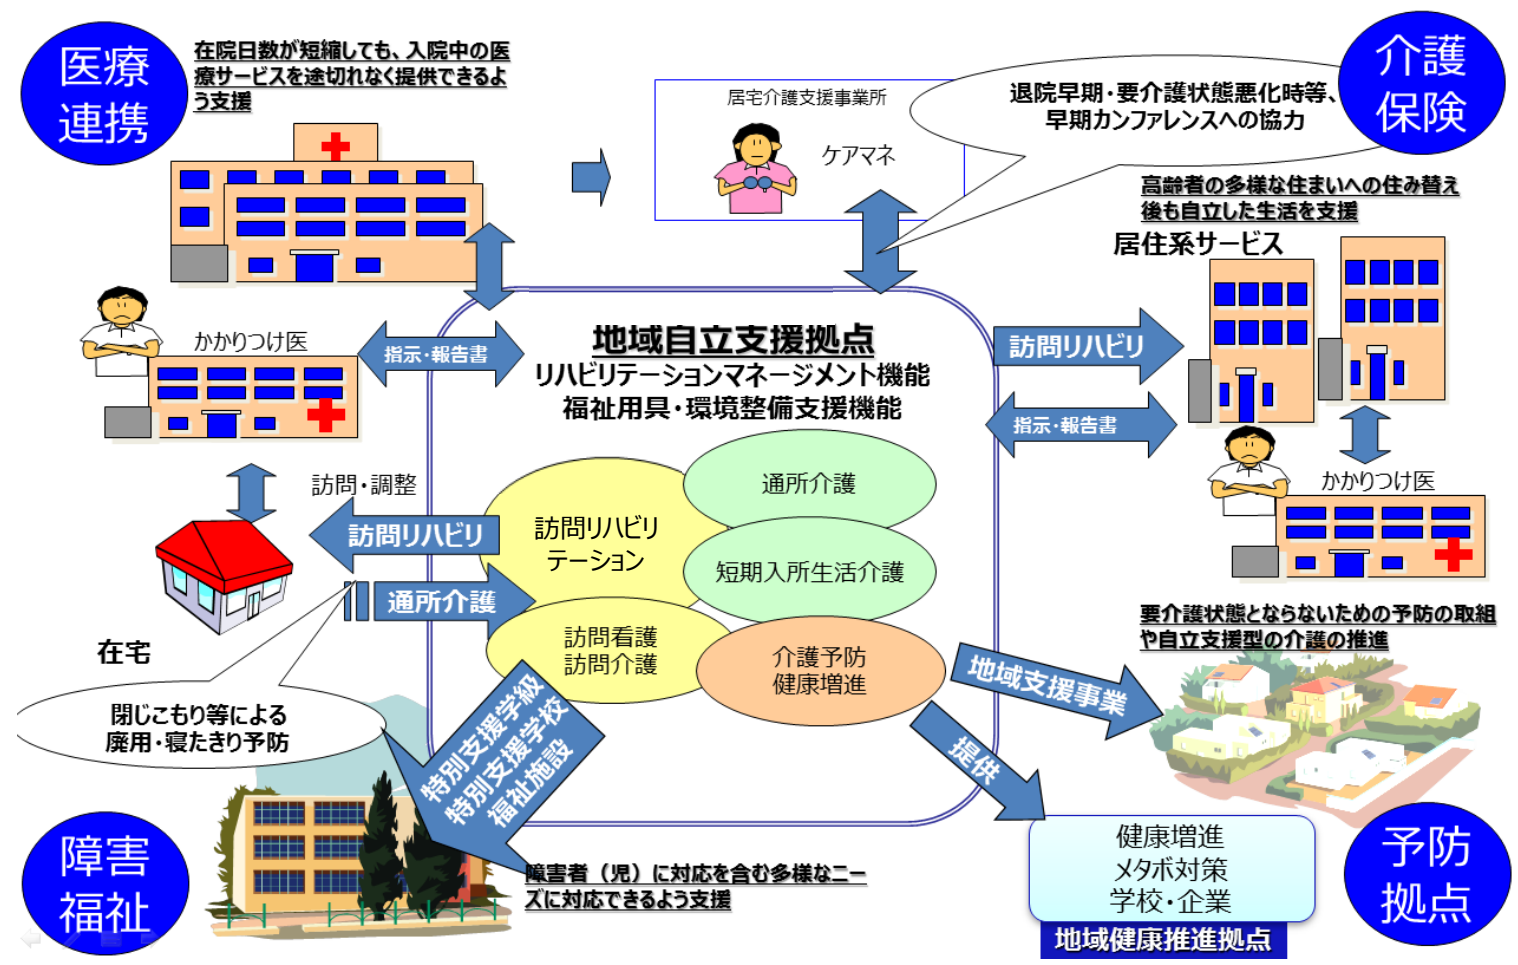 医療
連携
在院日数が短縮しても、入院中の医
療サービスを途切れなく提供できるよ
う支援
居宅介護支援事業所
ケアマネ
退院早期・要介護状態悪化時等、
早期カンファレンスへの協力
介護
保険
高齢者の多様な住まいへの住み替え
後も自立した生活を支援
居住系サービス
かかりつけ医
指示・報告書
地域自立支援拠点
リハビリテーションマネージメント機能
福祉用具・環境整備支援機能
訪問リハビリ
指示・報告書
かかりつけ医
訪問・調整
訪問リハビリ
通所介護
在宅
訪問リハビリ
テーション
通所介護
短期入所生活介護
訪問看護
訪問介護
介護予防
健康増進
閉じこもり等による
廃用・寝たきり予防
特別支援学級
特別支援学校
福祉施設
地域支援事業
提供
要介護状態とならないための予防の取組
や自立支援型の介護の推進
障害
福祉
障害者（児）に対応を含む多様なニー
ズに対応できるよう支援
健康増進
メタボ対策
学校・企業
地域健康推進拠点
予防
拠点